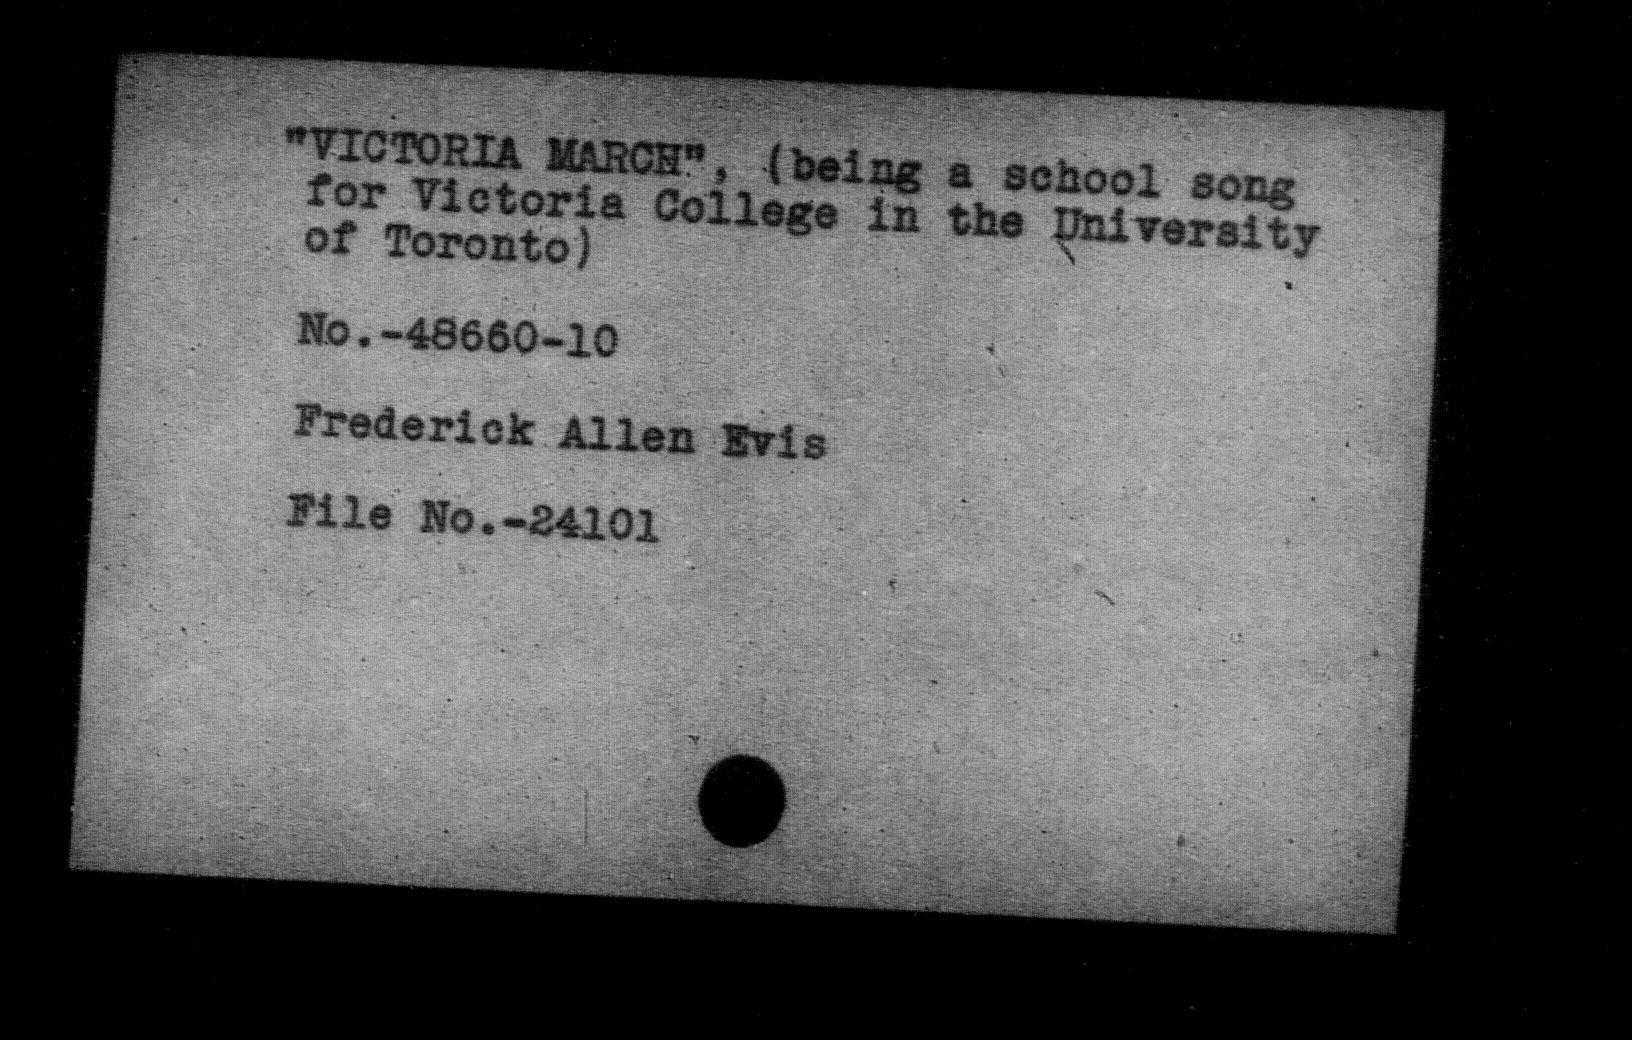 "VICTORIA MARCH", (being a school song
for Victoria College in the University
of Toronto)
No.-48660-10
Frederick Allen Evis
File No.-24101